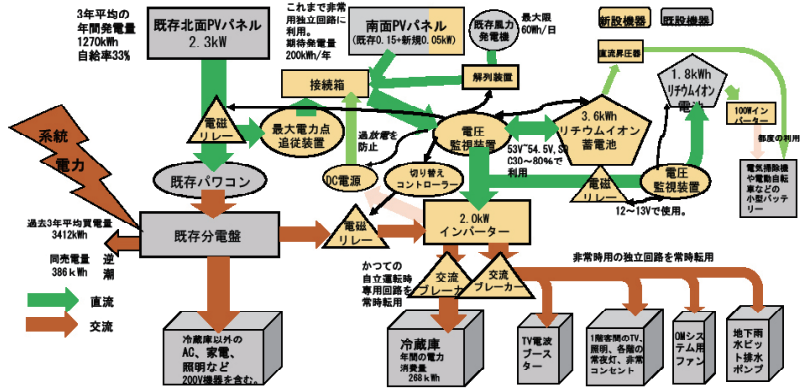 3年平均の
年間発電量
1270kWh
自給率33%
既存北面PVパネル
2.3kW
これまで非常
用独立回路に
利用。
期待発電量
200kWh/年
南面PVパネル
(既存0.15+新規0.05kW)
既存風力
発電機
最大限
60Wh/日
新設機器
既設機器
直流昇圧器
1.8kWh
リチウムイオン
電池
100Wイン
バーター
都度の利用
電気掃除機
や電動自転
車などの
小型バッテ
リー
接続箱
解列装置
電磁
リレー
最大電力点
追従装置
過放電を
防止
電圧
監視装置
3.6kWh
リチウムイオン
蓄電池
53V~54.5V, SO
C30~80%で
利用
系統
電力
既存パワコン
DC電源
切り替え
コントローラー
電磁
リレー
電圧
監視装置
12~13Vで使用。
過去3年平均買電量
3412kWh
同売電量
386kWh
逆
潮
既存分電盤
電磁
リレー
2.0kW
インバーター
かつての
自立運転時
専用回路を
常時転用
交流
ブレーカー
交流
ブレーカー
非常時用の独立回路を常時転用
直流
交流
冷蔵庫以外の
AC、家電、
照明など
200V機器を含む。
冷蔵庫
年間の電力
消費量
268kWh
TV電波
ブース
ター
1階客間のTV、
照明、各階の
常夜灯、非常
コンセント
OMシス
テム用
ファン
地下雨
水ピッ
ト排水
ポンプ